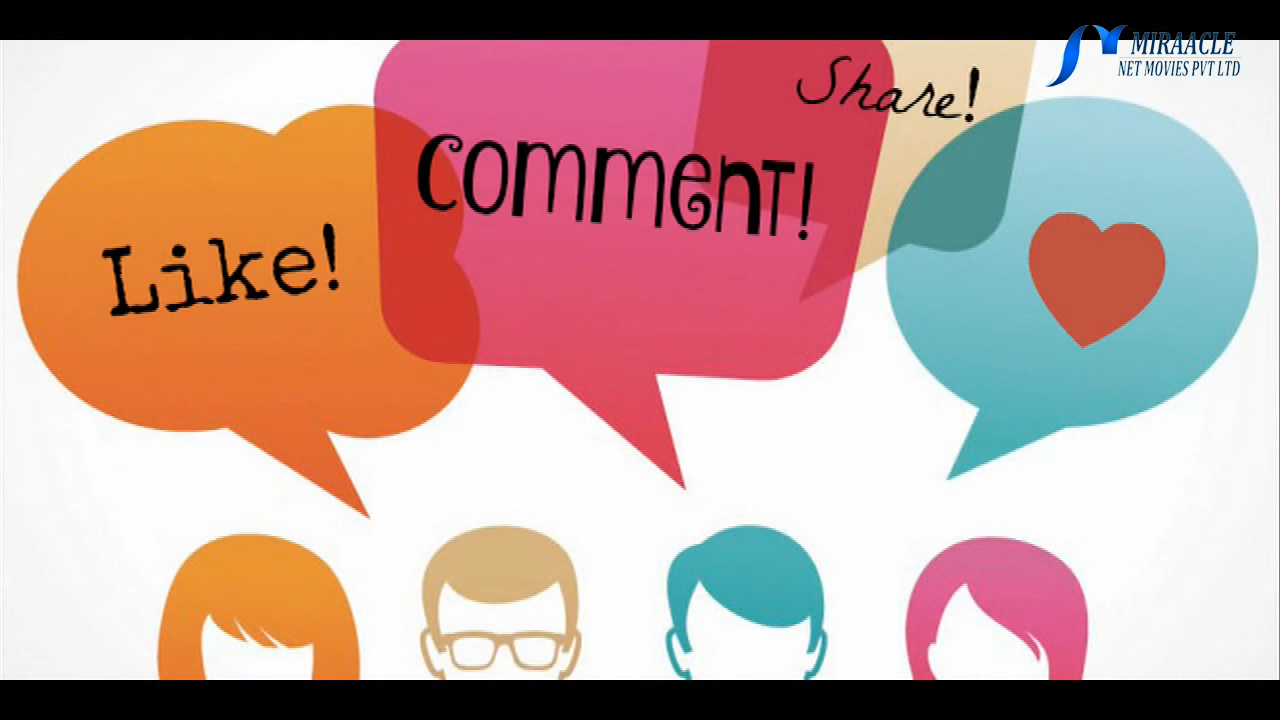 MIRAACLE
NET MOVIES PVT LTD
Share!
Comment!
Like!